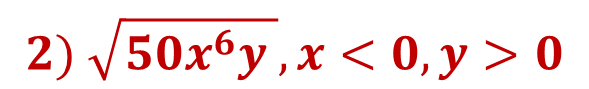 2) √50x⁶y , x < 0, y > 0